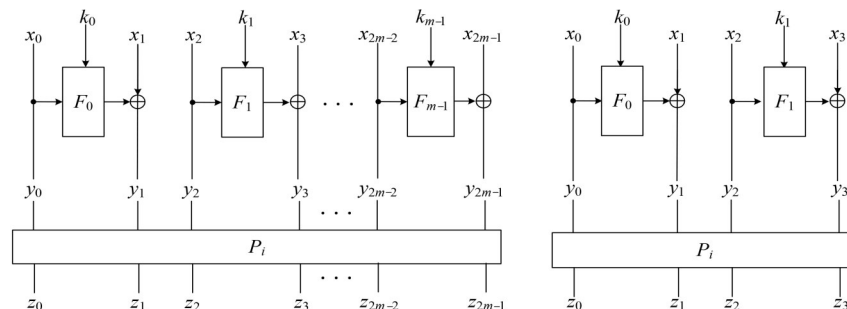 k₀ k₁ kₘ₋₁ k₀ k₁
x₀ x₁ x₂ x₃ x₂ₘ₋₂ x₂ₘ₋₁ x₀ x₁ x₂ x₃
F₀ F₁ . . . Fₘ₋₁ F₀ F₁
y₀ y₁ y₂ y₃ y₂ₘ₋₂ y₂ₘ₋₁ y₀ y₁ y₂ y₃
. . .
Pᵢ Pᵢ
. . .
z₀ z₁ z₂ z₃ z₂ₘ₋₂ z₂ₘ₋₁ z₀ z₁ z₂ z₃